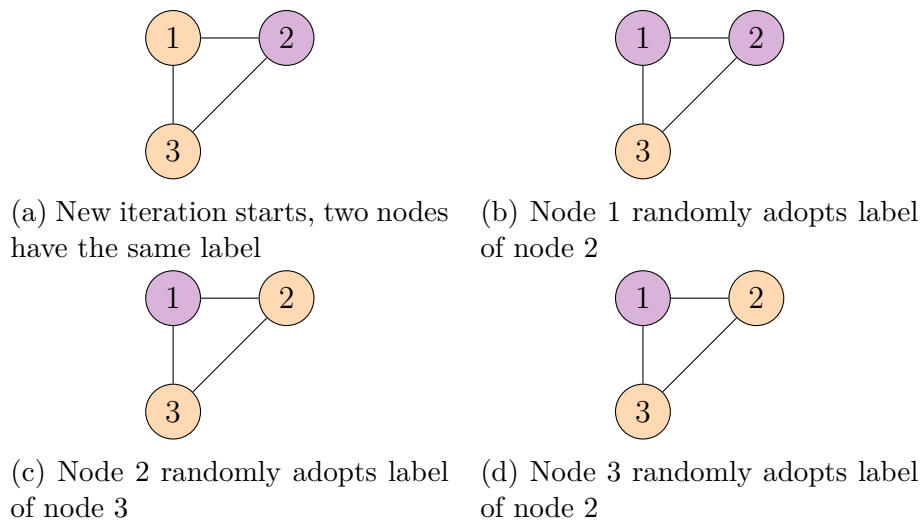 1 2
3
(a) New iteration starts, two nodes
have the same label
1 2
3
(b) Node 1 randomly adopts label
of node 2
1 2
3
(c) Node 2 randomly adopts label
of node 3
1 2
3
(d) Node 3 randomly adopts label
of node 2